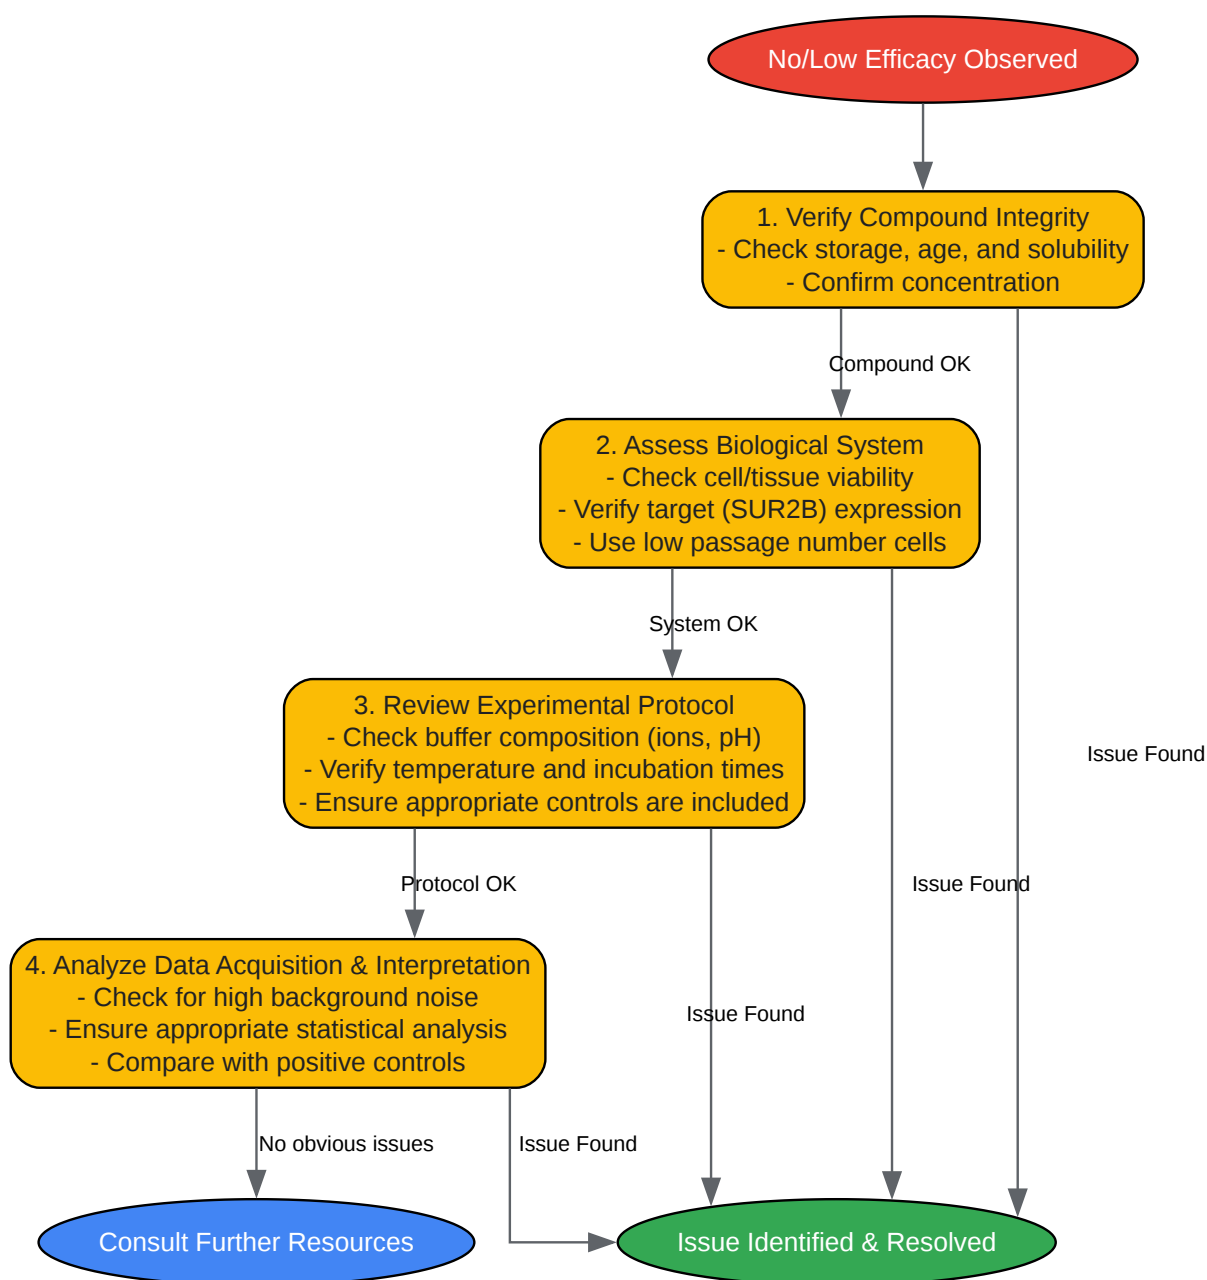 No/Low Efficacy Observed
1. Verify Compound Integrity
- Check storage, age, and solubility
- Confirm concentration
Compound OK
2. Assess Biological System
- Check cell/tissue viability
- Verify target (SUR2B) expression
- Use low passage number cells
System OK
3. Review Experimental Protocol
- Check buffer composition (ions, pH)
- Verify temperature and incubation times
- Ensure appropriate controls are included
Issue Found
Protocol OK
Issue Found
4. Analyze Data Acquisition & Interpretation
- Check for high background noise
- Ensure appropriate statistical analysis
- Compare with positive controls
Issue Found
No obvious issues
Issue Found
Consult Further Resources
Issue Identified & Resolved